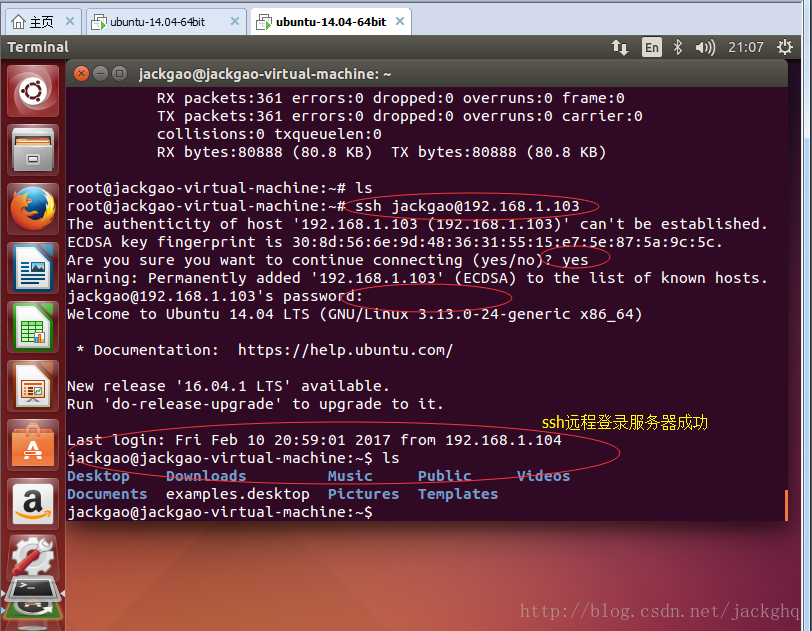 主页
ubuntu-14.04-64bit
ubuntu-14.04-64bit
Terminal
En
21:07
jackgao@jackgao-virtual-machine: ~
RX packets:361 errors:0 dropped:0 overruns:0 frame:0
TX packets:361 errors:0 dropped:0 overruns:0 carrier:0
collisions:0 txqueuelen:0
RX bytes:80888 (80.8 KB)  TX bytes:80888 (80.8 KB)
root@jackgao-virtual-machine:~# ls
root@jackgao-virtual-machine:~# ssh jackgao@192.168.1.103
The authenticity of host '192.168.1.103 (192.168.1.103)' can't be established.
ECDSA key fingerprint is 30:8d:56:6e:9d:48:36:31:55:15:e7:5e:87:5a:9c:5c.
Are you sure you want to continue connecting (yes/no)? yes
Warning: Permanently added '192.168.1.103' (ECDSA) to the list of known hosts.
jackgao@192.168.1.103's password:
Welcome to Ubuntu 14.04 LTS (GNU/Linux 3.13.0-24-generic x86_64)
* Documentation:  https://help.ubuntu.com/
New release '16.04.1 LTS' available.
Run 'do-release-upgrade' to upgrade to it.
ssh远程登录服务器成功
Last login: Fri Feb 10 20:59:01 2017 from 192.168.1.104
jackgao@jackgao-virtual-machine:~$ ls
Desktop    Downloads         Music     Public     Videos
Documents  examples.desktop  Pictures  Templates
jackgao@jackgao-virtual-machine:~$
http://blog.csdn.net/jackghq